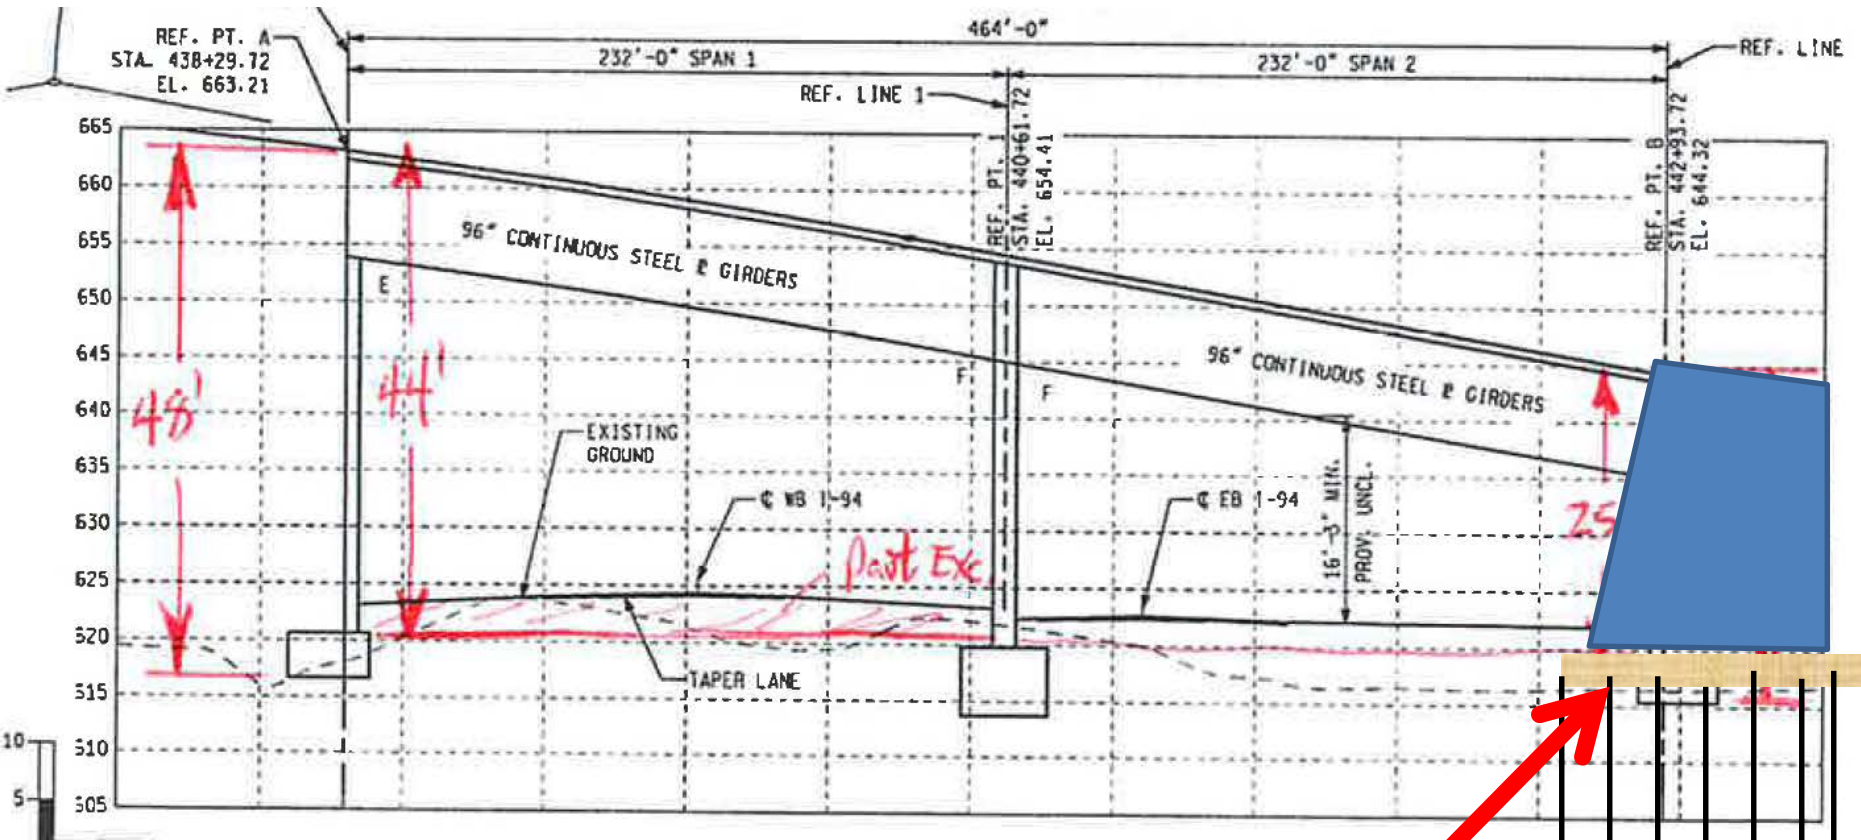 464'-0"
REF. PT. A
STA. 438+29.72
EL. 663.21
232'-0" SPAN 1
232'-0" SPAN 2
REF. LINE
REF. LINE 1
REF. PT. 1
STA. 440+61.72
EL. 654.41
REF. PT. B
STA. 442+93.72
EL. 644.32
665
660
655
650
645
640
635
630
625
620
615
610
605
96" CONTINUOUS STEEL ⅊ GIRDERS
96" CONTINUOUS STEEL ⅊ GIRDERS
E
F
F
48'
44'
25
EXISTING
GROUND
℄ WB I-94
℄ EB I-94
16'-3" MIN.
PROV. UNCL.
Past Exc.
TAPER LANE
10
5